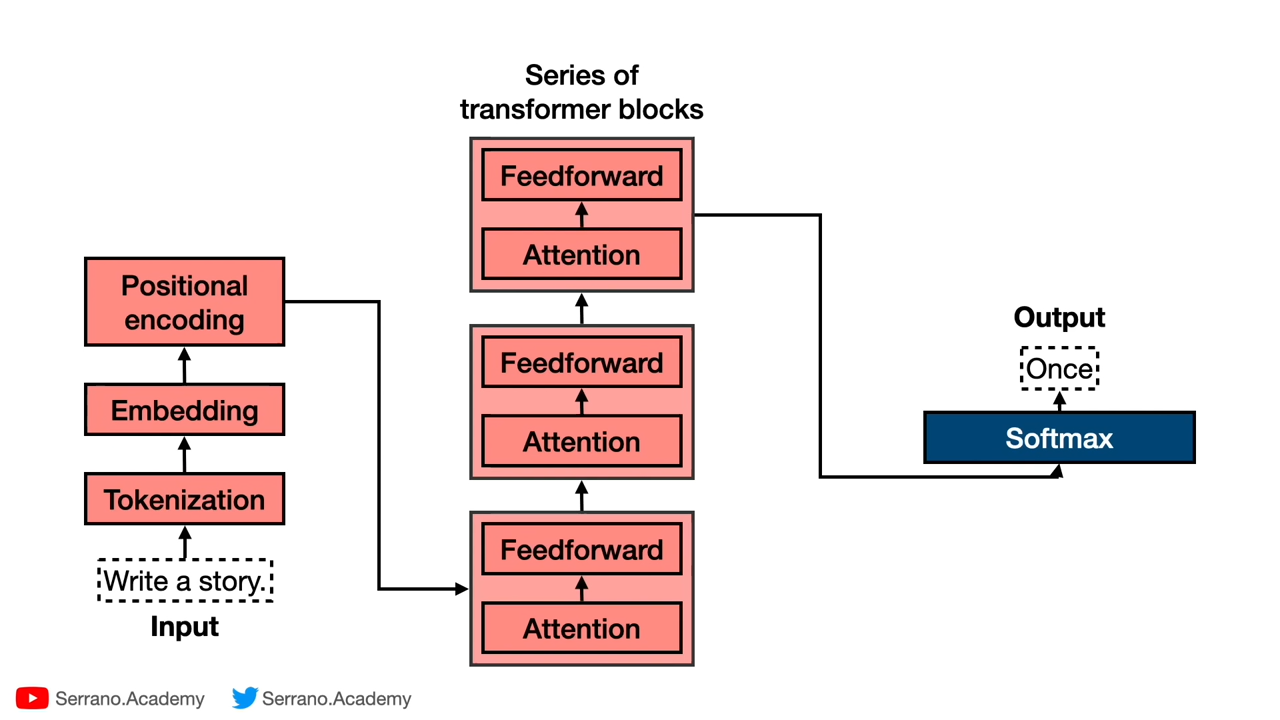 Series of
transformer blocks
Feedforward
Attention
Feedforward
Attention
Feedforward
Attention
Positional
encoding
Embedding
Tokenization
Write a story.
Input
Output
Once
Softmax
Serrano.Academy
Serrano.Academy